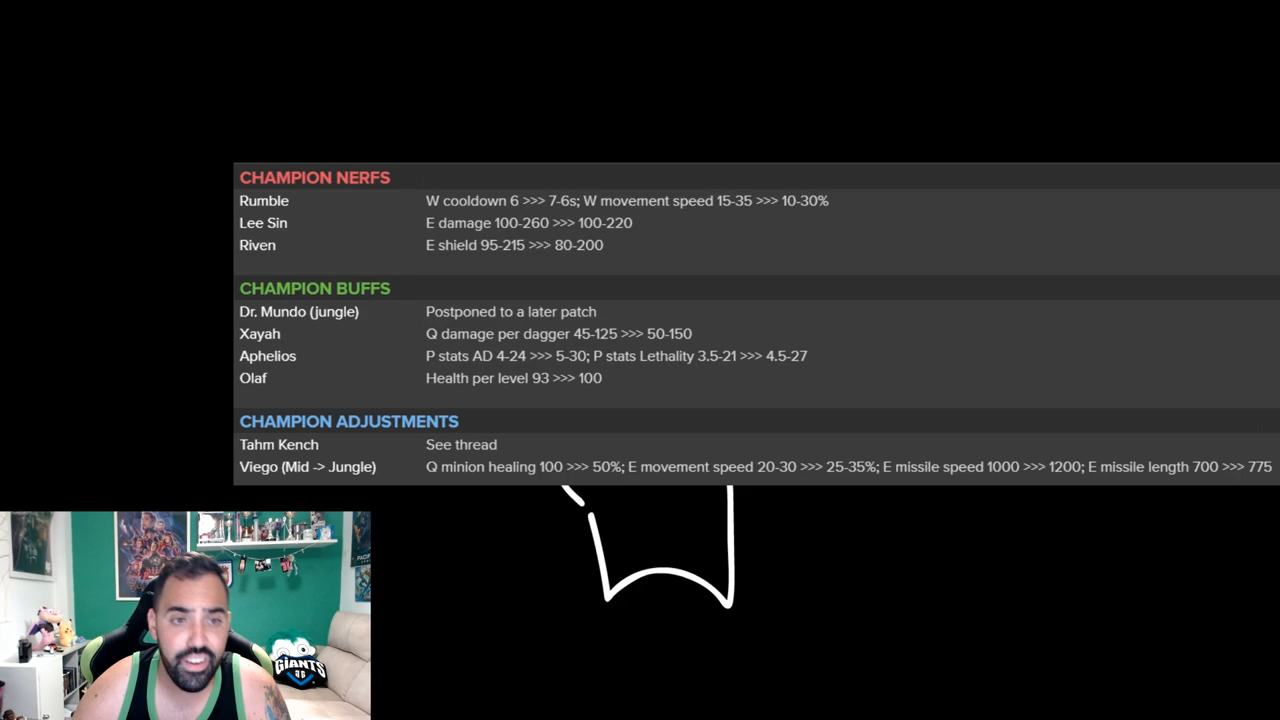 CHAMPION NERFS
Rumble W cooldown 6 >>> 7-6s; W movement speed 15-35 >>> 10-30%
Lee Sin E damage 100-260 >>> 100-220
Riven E shield 95-215 >>> 80-200
CHAMPION BUFFS
Dr. Mundo (jungle) Postponed to a later patch
Xayah Q damage per dagger 45-125 >>> 50-150
Aphelios P stats AD 4-24 >>> 5-30; P stats Lethality 3.5-21 >>> 4.5-27
Olaf Health per level 93 >>> 100
CHAMPION ADJUSTMENTS
Tahm Kench See thread
Viego (Mid -> Jungle) Q minion healing 100 >>> 50%; E movement speed 20-30 >>> 25-35%; E missile speed 1000 >>> 1200; E missile length 700 >>> 775
GIANTS